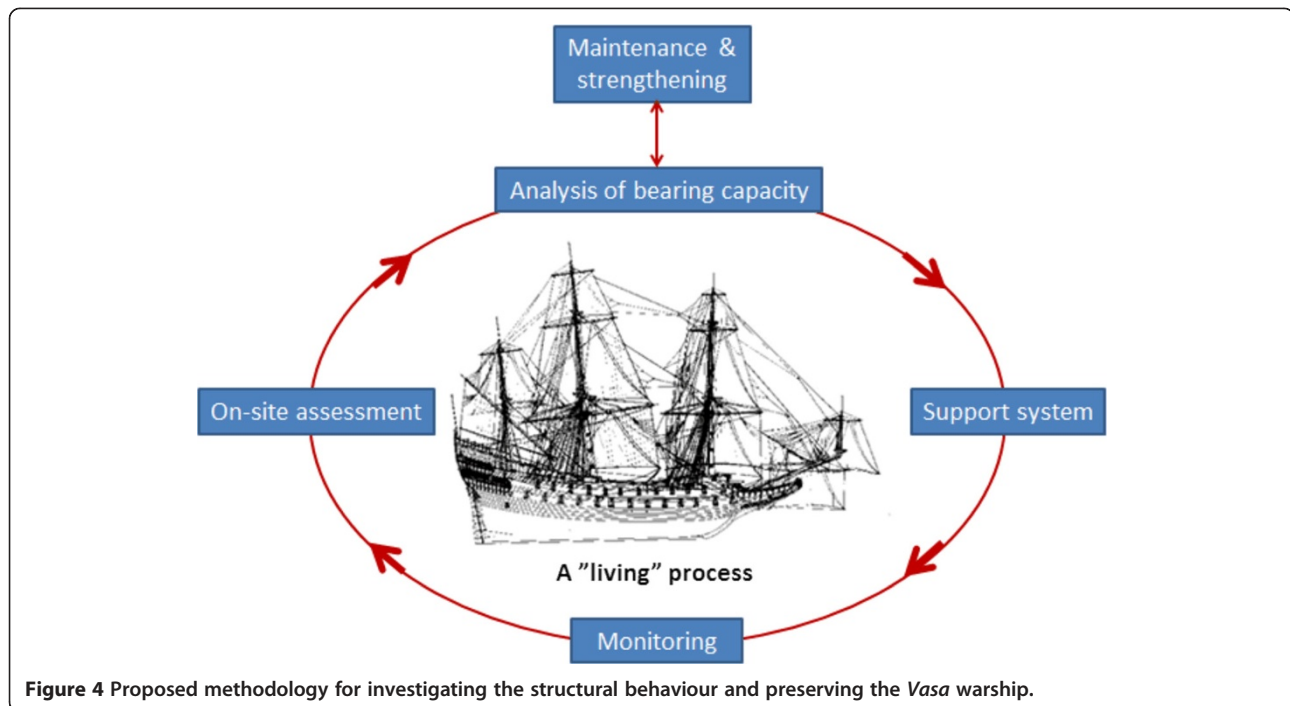 Maintenance &
strengthening
Analysis of bearing capacity
On-site assessment
Support system
A ”living” process
Monitoring
Figure 4 Proposed methodology for investigating the structural behaviour and preserving the Vasa warship.